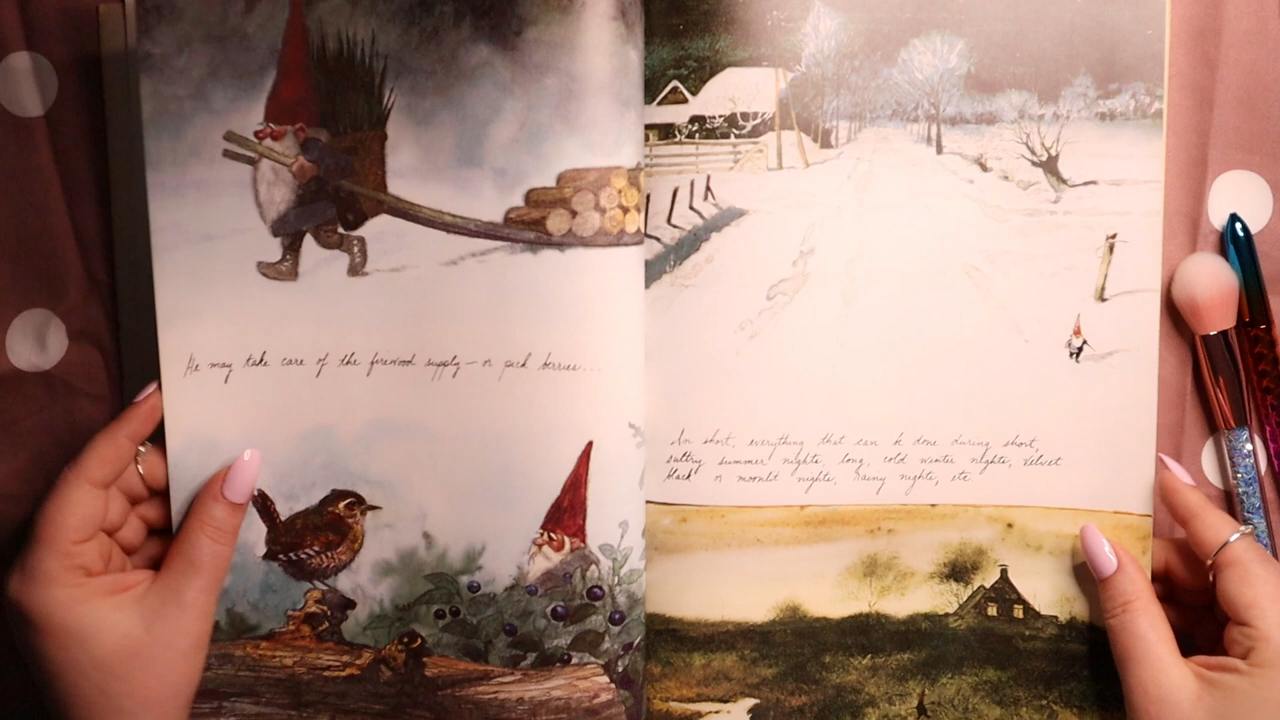 He may take care of the firewood supply — or pick berries...
In short, everything that can be done during short,
sultry summer nights, long, cold winter nights, velvet
black or moonlit nights, rainy nights, etc.